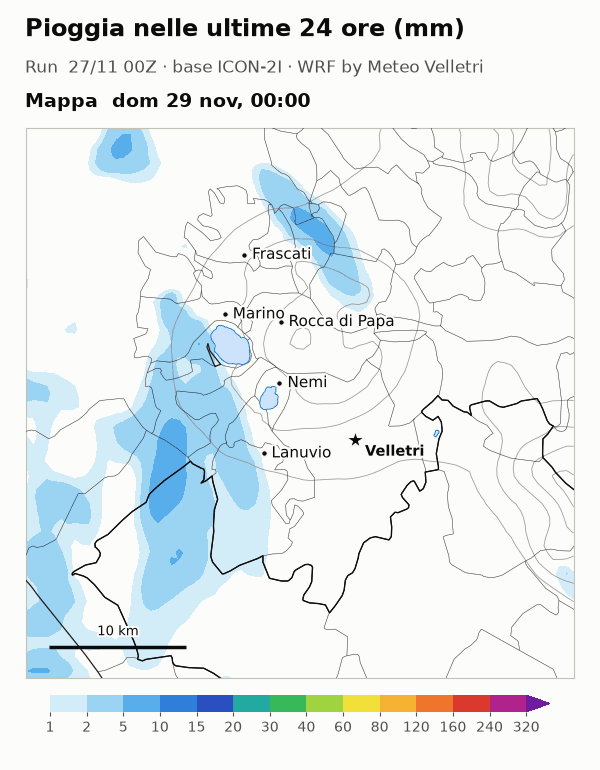 Pioggia nelle ultime 24 ore (mm)
Run 27/11 00Z · base ICON-2I · WRF by Meteo Velletri
Mappa dom 29 nov, 00:00
Frascati
Marino
Rocca di Papa
Nemi
Lanuvio
Velletri
10 km
1 2 5 10 15 20 30 40 60 80 120 160 240 320